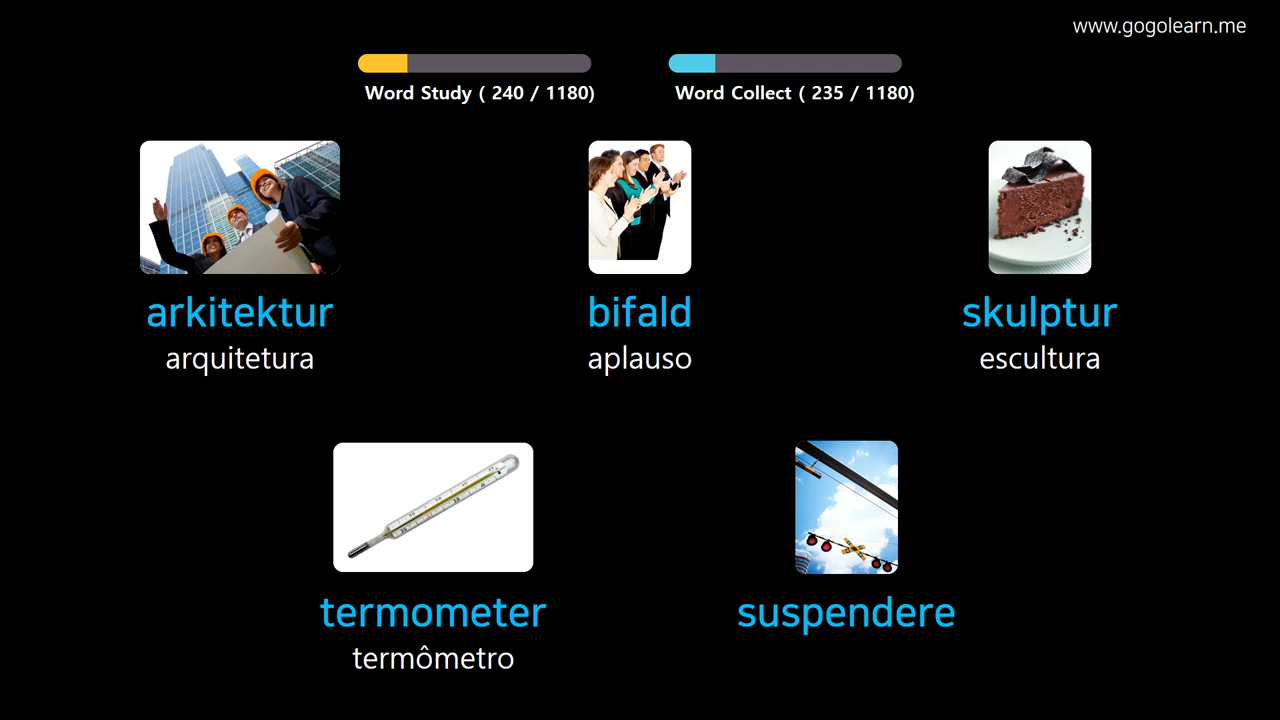 www.gogolearn.me
Word Study ( 240 / 1180)
Word Collect ( 235 / 1180)
arkitektur
arquitetura
bifald
aplauso
skulptur
escultura
termometer
termômetro
suspendere